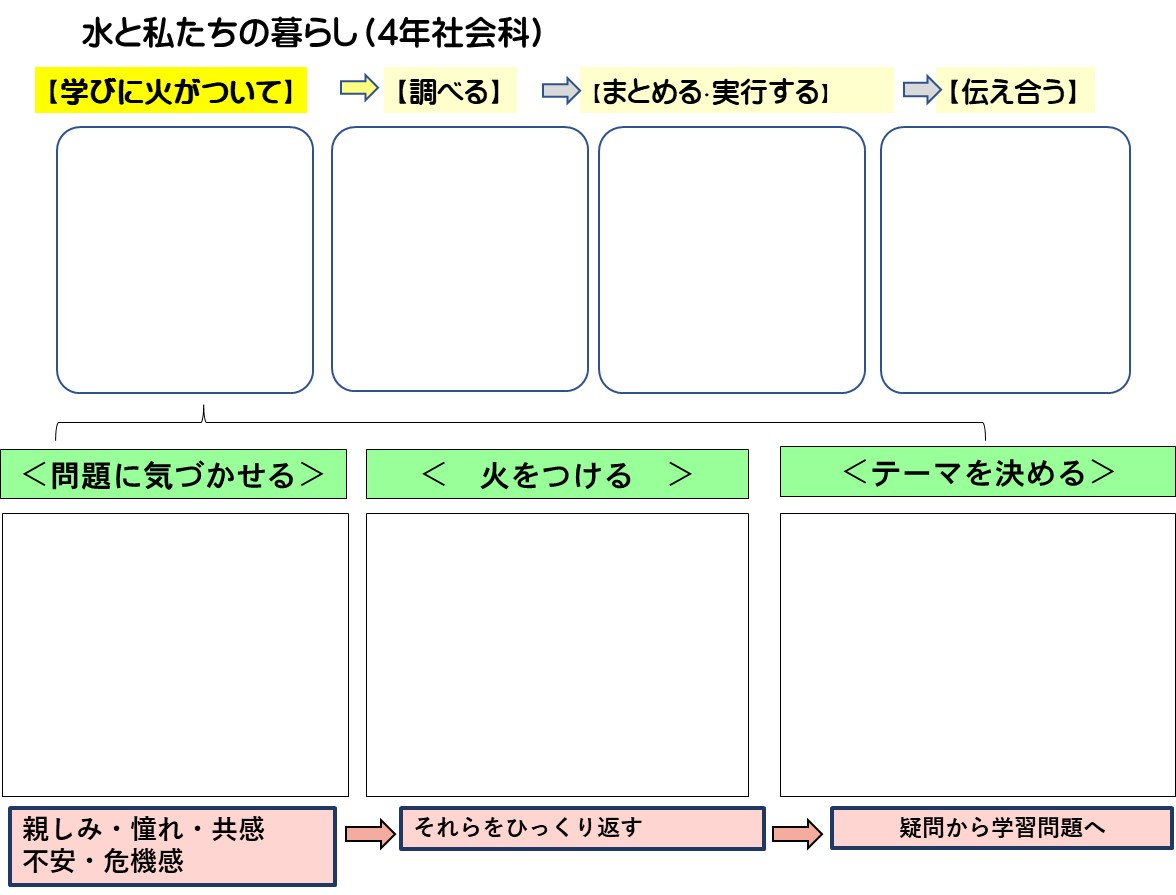 水と私たちの暮らし（4年社会科）
【学びに火がついて】
【調べる】
【まとめる・実行する】
【伝え合う】
＜問題に気づかせる＞
＜　火をつける　＞
＜テーマを決める＞
親しみ・憧れ・共感
不安・危機感
それらをひっくり返す
疑問から学習問題へ